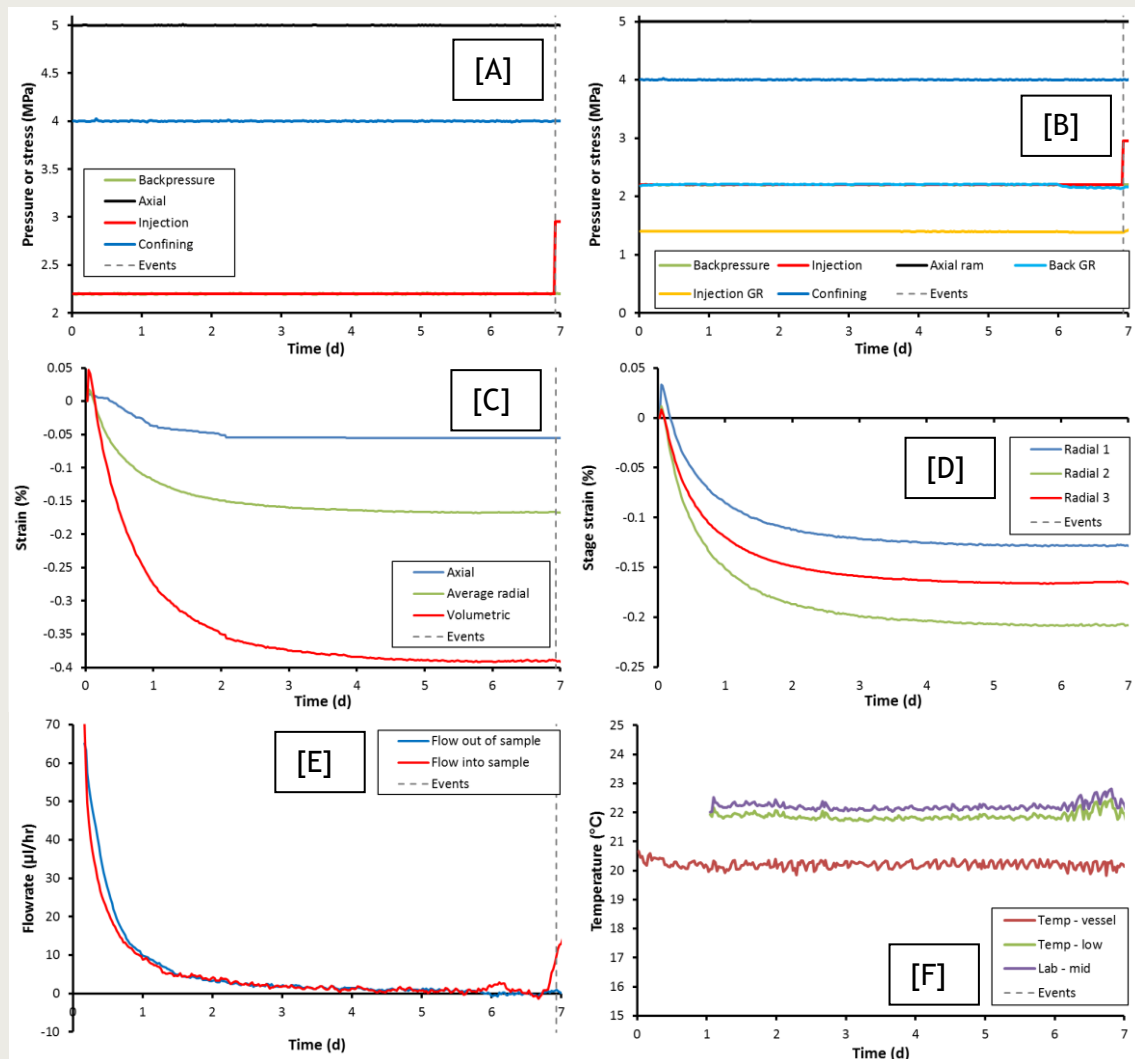 [A]
Pressure or stress (MPa)
5
4.5
4
3.5
3
2.5
2
Backpressure
Axial
Injection
Confining
Events
0 1 2 3 4 5 6 7
Time (d)
[B]
Pressure or stress (MPa)
5
4
3
2
1
0
Backpressure Injection Axial ram Back GR
Injection GR Confining Events
0 1 2 3 4 5 6 7
Time (d)
[C]
Strain (%)
0.05
0
-0.05
-0.1
-0.15
-0.2
-0.25
-0.3
-0.35
-0.4
Axial
Average radial
Volumetric
Events
0 1 2 3 4 5 6 7
Time (d)
[D]
Stage strain (%)
0.05
0
-0.05
-0.1
-0.15
-0.2
-0.25
Radial 1
Radial 2
Radial 3
Events
0 1 2 3 4 5 6 7
Time (d)
[E]
Flowrate (µl/hr)
70
60
50
40
30
20
10
0
-10
Flow out of sample
Flow into sample
Events
0 1 2 3 4 5 6 7
Time (d)
[F]
Temperature (°C)
25
24
23
22
21
20
19
18
17
16
15
Temp - vessel
Temp - low
Lab - mid
Events
0 1 2 3 4 5 6 7
Time (d)